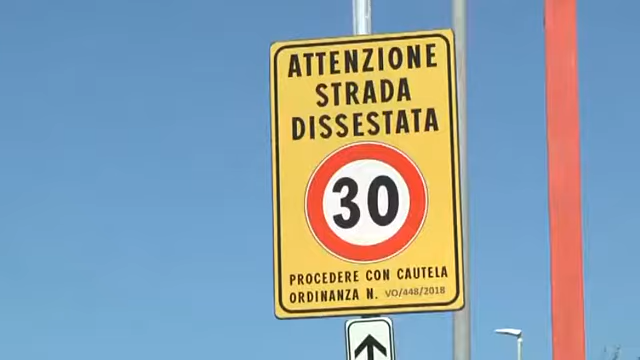 ATTENZIONE
STRADA
DISSESTATA
30
PROCEDERE CON CAUTELA
ORDINANZA N. VO/448/2018